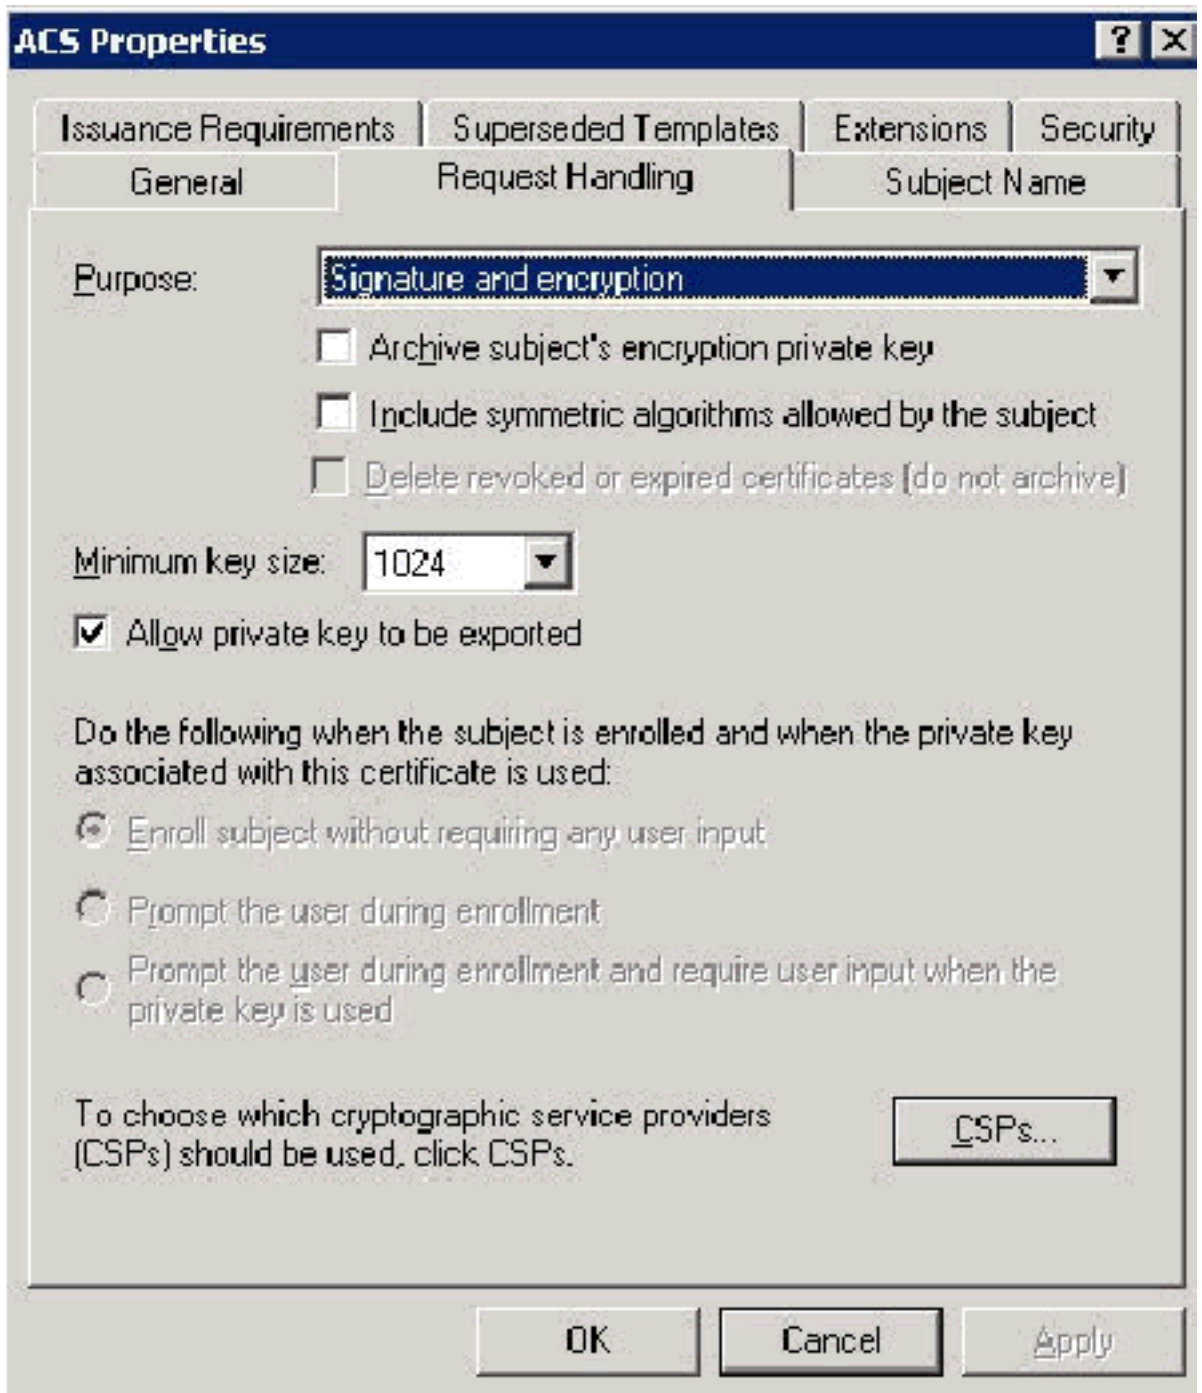 ACS Properties
Issuance Requirements
Superseded Templates
Extensions
Security
General
Request Handling
Subject Name
Purpose:
Signature and encryption
Archive subject's encryption private key
Include symmetric algorithms allowed by the subject
Delete revoked or expired certificates (do not archive)
Minimum key size:
1024
Allow private key to be exported
Do the following when the subject is enrolled and when the private key
associated with this certificate is used:
Enroll subject without requiring any user input
Prompt the user during enrollment
Prompt the user during enrollment and require user input when the
private key is used
To choose which cryptographic service providers
(CSPs) should be used, click CSPs.
CSPs...
OK
Cancel
Apply